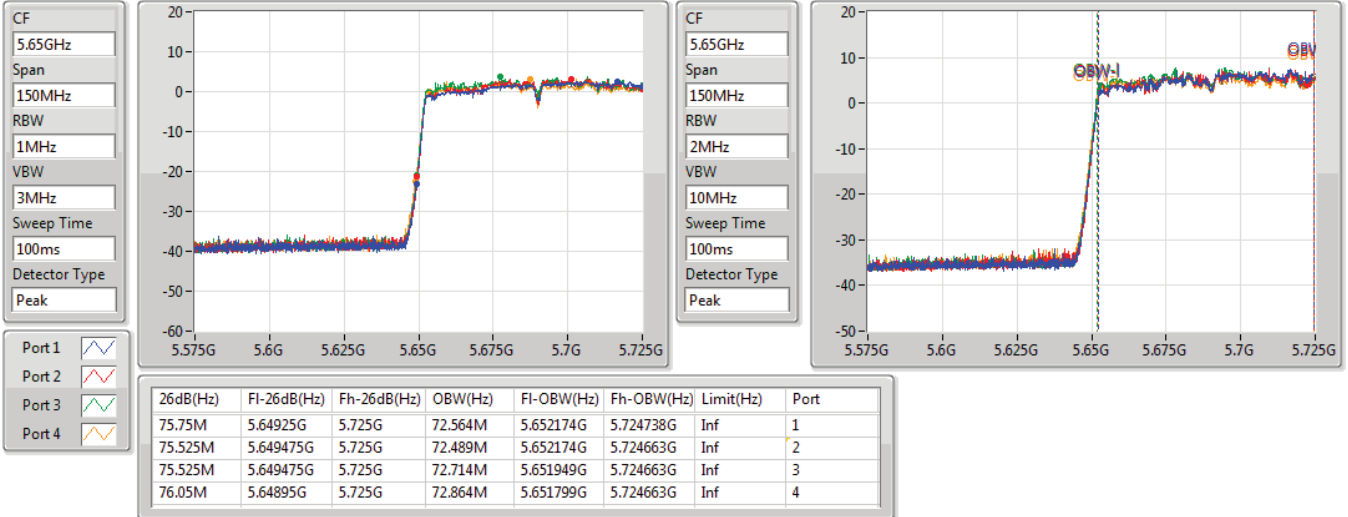 CF
5.65GHz
Span
150MHz
RBW
1MHz
VBW
3MHz
Sweep Time
100ms
Detector Type
Peak
20
10
0
-10
-20
-30
-40
-50
-60
5.575G 5.6G 5.625G 5.65G 5.675G 5.7G 5.725G
CF
5.65GHz
Span
150MHz
RBW
2MHz
VBW
10MHz
Sweep Time
100ms
Detector Type
Peak
20
10
0
-10
-20
-30
-40
-50
OBW-l
OBW
5.575G 5.6G 5.625G 5.65G 5.675G 5.7G 5.725G
Port 1
Port 2
Port 3
Port 4
26dB(Hz) Fl-26dB(Hz) Fh-26dB(Hz) OBW(Hz) Fl-OBW(Hz) Fh-OBW(Hz) Limit(Hz) Port
75.75M 5.64925G 5.725G 72.564M 5.652174G 5.724738G Inf 1
75.525M 5.649475G 5.725G 72.489M 5.652174G 5.724663G Inf 2
75.525M 5.649475G 5.725G 72.714M 5.651949G 5.724663G Inf 3
76.05M 5.64895G 5.725G 72.864M 5.651799G 5.724663G Inf 4